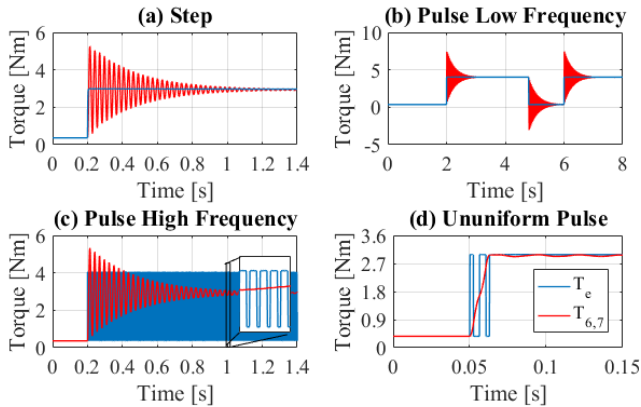 (a) Step
Torque [Nm]
6
4
2
0
0 0.2 0.4 0.6 0.8 1 1.2 1.4
Time [s]
(b) Pulse Low Frequency
Torque [Nm]
10
5
0
-5
0 2 4 6 8
Time [s]
(c) Pulse High Frequency
Torque [Nm]
6
4
2
0
0 0.2 0.4 0.6 0.8 1 1.2 1.4
Time [s]
(d) Ununiform Pulse
Torque [Nm]
3.6
2.7
1.8
0.9
0
0 0.05 0.1 0.15
T_e
T_6,7
Time [s]